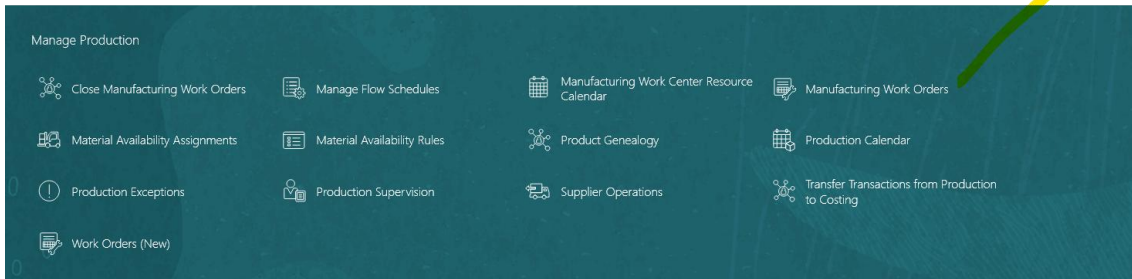 Manage Production
Close Manufacturing Work Orders
Manage Flow Schedules
Manufacturing Work Center Resource
Calendar
Manufacturing Work Orders
Material Availability Assignments
Material Availability Rules
Product Genealogy
Production Calendar
Production Exceptions
Production Supervision
Supplier Operations
Transfer Transactions from Production
to Costing
Work Orders (New)